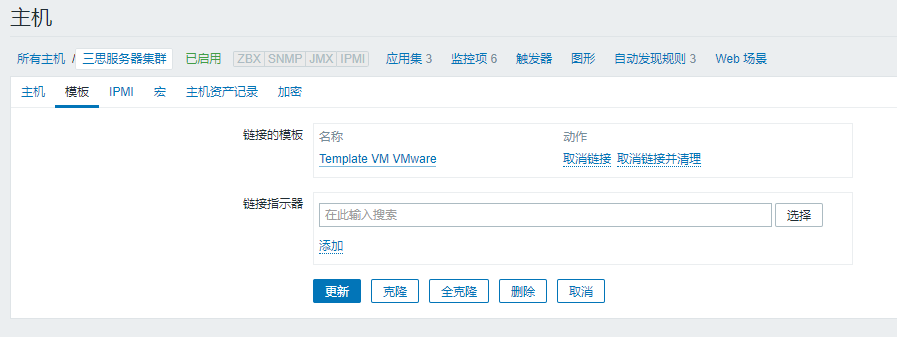 主机
所有主机 / 三思服务器集群 已启用 ZBX SNMP JMX IPMI 应用集 3 监控项 6 触发器 图形 自动发现规则 3 Web 场景
主机 模板 IPMI 宏 主机资产记录 加密
链接的模板 名称 动作
Template VM VMware 取消链接 取消链接并清理
链接指示器
在此输入搜索 选择
添加
更新 克隆 全克隆 删除 取消